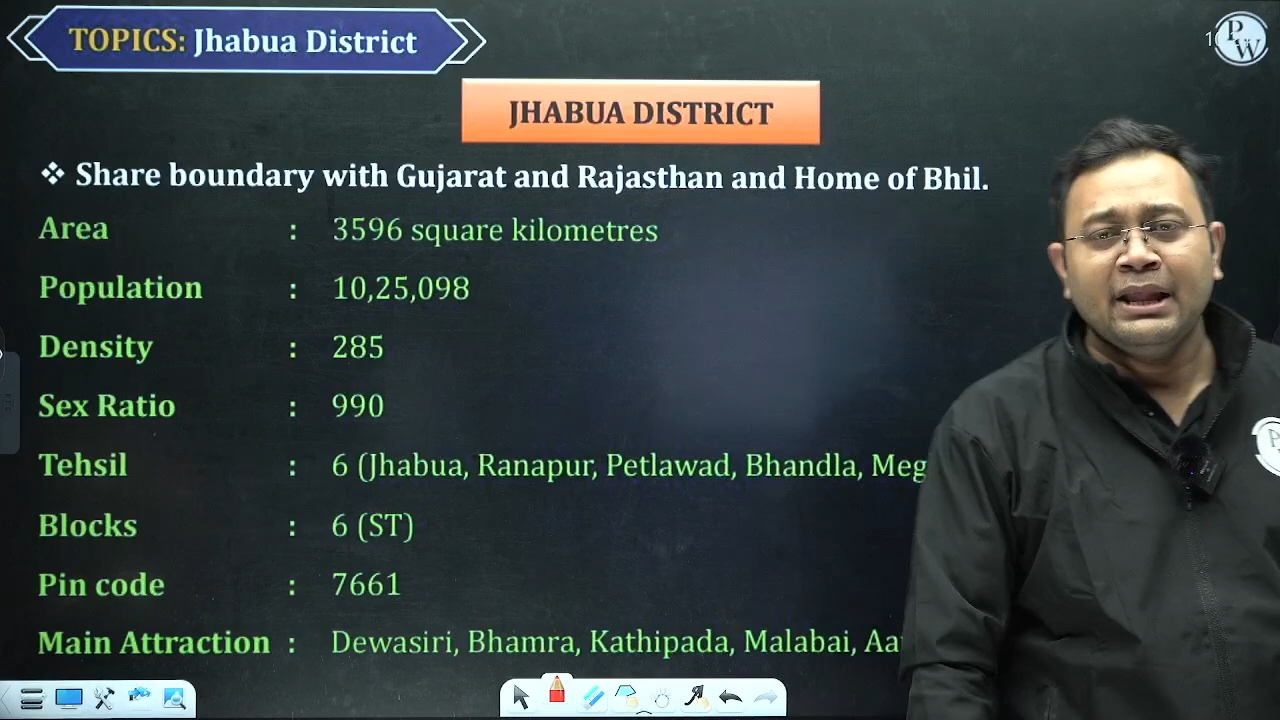 TOPICS: Jhabua District
PW
JHABUA DISTRICT
❖ Share boundary with Gujarat and Rajasthan and Home of Bhil.
Area : 3596 square kilometres
Population : 10,25,098
Density : 285
Sex Ratio : 990
Tehsil : 6 (Jhabua, Ranapur, Petlawad, Bhandla, Meg
Blocks : 6 (ST)
Pin code : 7661
Main Attraction : Dewasiri, Bhamra, Kathipada, Malabai,